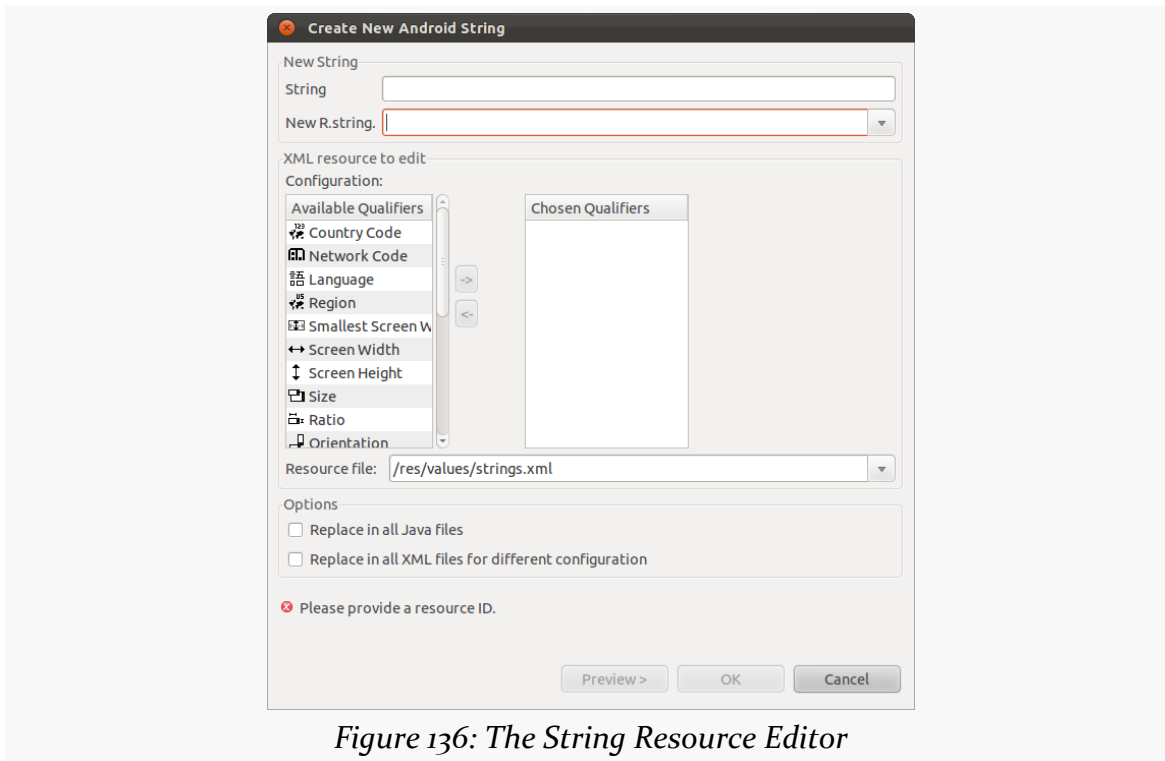 Create New Android String
New String
String
New R.string.
XML resource to edit
Configuration:
Available Qualifiers
Chosen Qualifiers
Country Code
Network Code
Language
Region
Smallest Screen W
Screen Width
Screen Height
Size
Ratio
Orientation
->
<-
Resource file: /res/values/strings.xml
Options
Replace in all Java files
Replace in all XML files for different configuration
Please provide a resource ID.
Preview > OK Cancel
Figure 136: The String Resource Editor